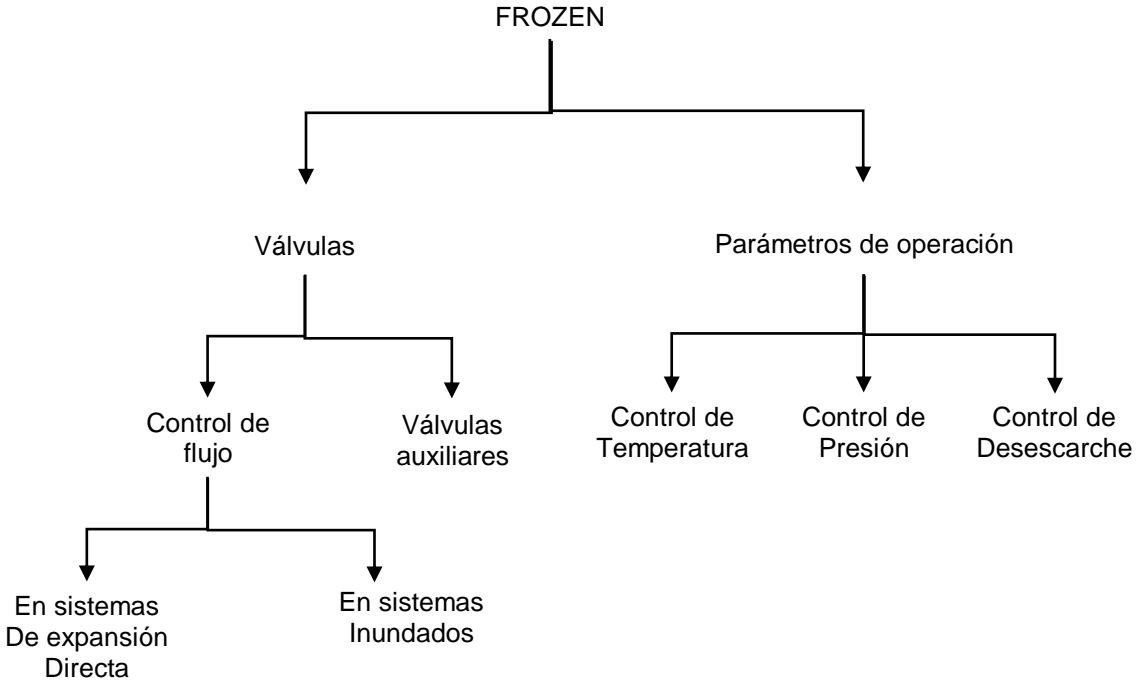 FROZEN
Válvulas
Parámetros de operación
Control de
flujo
Válvulas
auxiliares
Control de
Temperatura
Control de
Presión
Control de
Desescarche
En sistemas
De expansión
Directa
En sistemas
Inundados